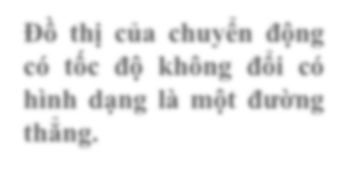 Đồ thị của chuyển động
có tốc độ không đổi có
hình dạng là một đường
thẳng.